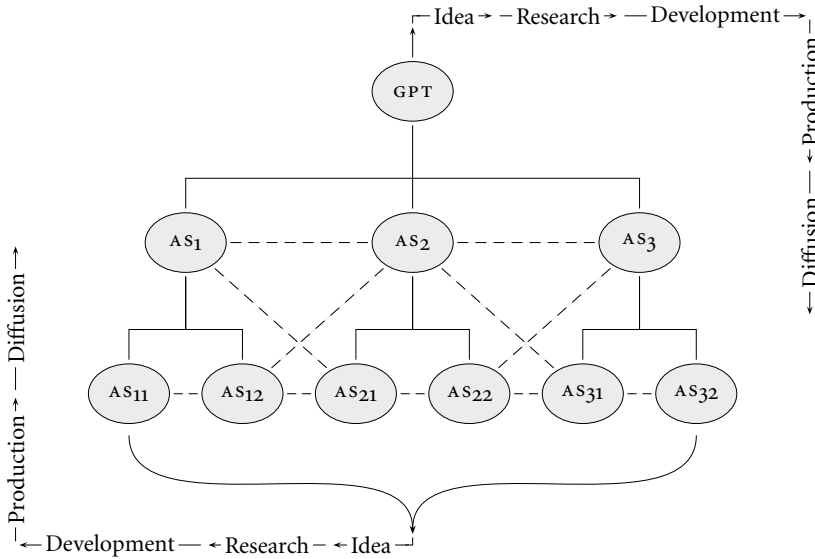 Idea Research Development
Production
Diffusion
GPT
AS1 AS2 AS3
AS11 AS12 AS21 AS22 AS31 AS32
Diffusion
Production
Development Research Idea